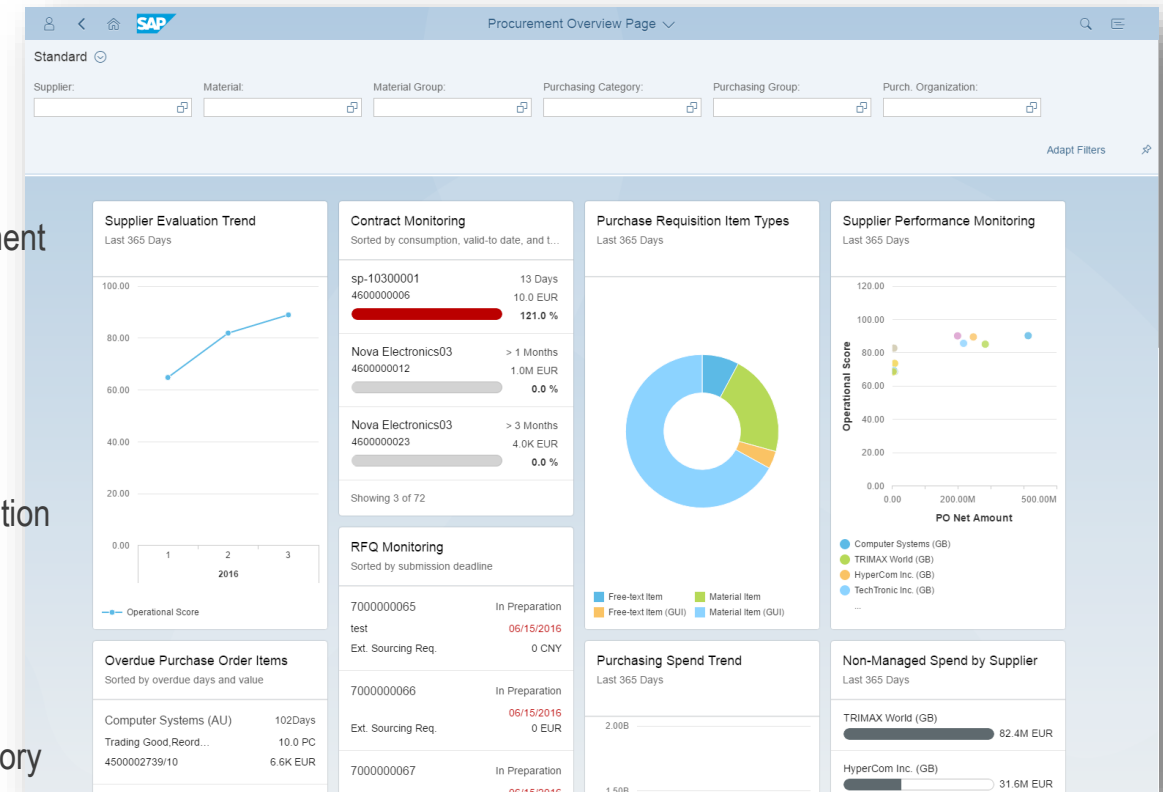 SAP
Procurement Overview Page
Standard
Supplier:
Material:
Material Group:
Purchasing Category:
Purchasing Group:
Purch. Organization:
Adapt Filters
ment
tion
ory
Supplier Evaluation Trend
Last 365 Days
100.00
80.00
60.00
40.00
20.00
0.00
1 2 3
2016
Operational Score
Contract Monitoring
Sorted by consumption, valid-to date, and t...
sp-10300001 13 Days
4600000006 10.0 EUR
121.0 %
Nova Electronics03 > 1 Months
4600000012 1.0M EUR
0.0 %
Nova Electronics03 > 3 Months
4600000023 4.0K EUR
0.0 %
Showing 3 of 72
Purchase Requisition Item Types
Last 365 Days
Free-text Item Material Item
Free-text Item (GUI) Material Item (GUI)
Supplier Performance Monitoring
Last 365 Days
Operational Score
120.00
100.00
80.00
60.00
40.00
20.00
0.00
0.00 200.00M 500.00M
PO Net Amount
Computer Systems (GB)
TRIMAX World (GB)
HyperCom Inc. (GB)
TechTronic Inc. (GB)
...
RFQ Monitoring
Sorted by submission deadline
7000000065 In Preparation
test 06/15/2016
Ext. Sourcing Req. 0 CNY
7000000066 In Preparation
06/15/2016
Ext. Sourcing Req. 0 EUR
7000000067 In Preparation
06/15/2016
Overdue Purchase Order Items
Sorted by overdue days and value
Computer Systems (AU) 102Days
Trading Good,Reord... 10.0 PC
4500002739/10 6.6K EUR
Purchasing Spend Trend
Last 365 Days
2.00B
1.50B
Non-Managed Spend by Supplier
Last 365 Days
TRIMAX World (GB)
82.4M EUR
HyperCom Inc. (GB)
31.6M EUR